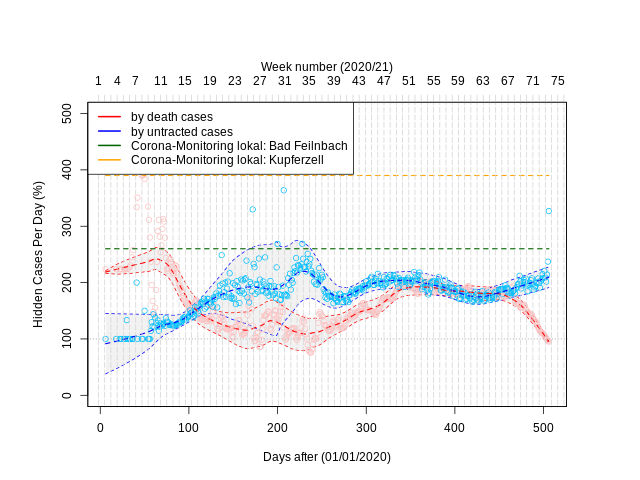 Week number (2020/21)
1 4 7 11 15 19 23 27 31 35 39 43 47 51 55 59 63 67 71 75
by death cases
by untracted cases
Corona-Monitoring lokal: Bad Feilnbach
Corona-Monitoring lokal: Kupferzell
Hidden Cases Per Day (%)
500
400
300
200
100
0
0 100 200 300 400 500
Days after (01/01/2020)